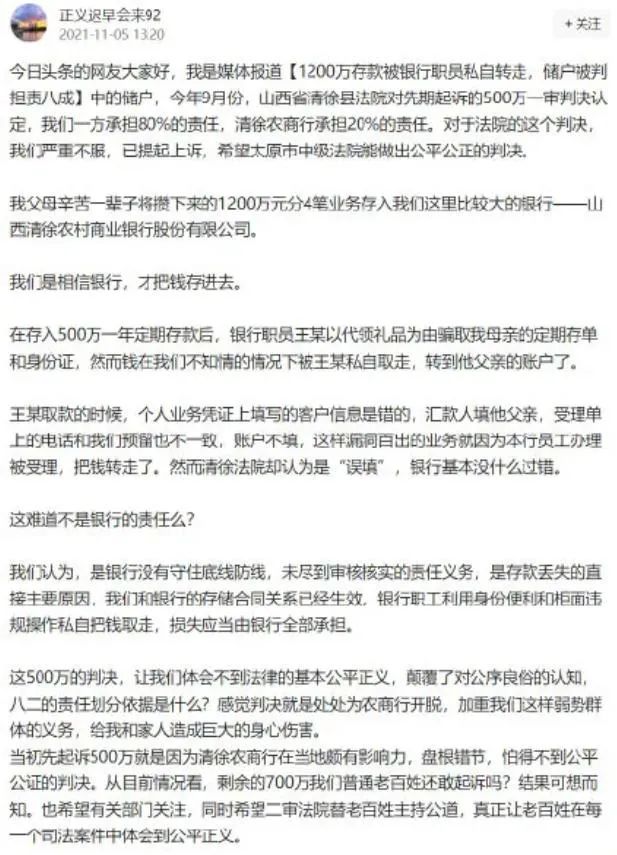 正义迟早会来92
2021-11-05 13:20
+关注
今日头条的网友大家好，我是媒体报道【1200万存款被银行职员私自转走，储户被判
担责八成】中的储户，今年9月份，山西省清徐县法院对先期起诉的500万一审判决认
定，我们一方承担80%的责任，清徐农商行承担20%的责任。对于法院的这个判决，
我们严重不服，已提起上诉，希望太原市中级法院能做出公平公正的判决.
我父母辛苦一辈子将攒下来的1200万元分4笔业务存入我们这里比较大的银行——山
西清徐农村商业银行股份有限公司。
我们是相信银行，才把钱存进去。
在存入500万一年定期存款后，银行职员王某以代领礼品为由骗取我母亲的定期存单
和身份证，然而钱在我们不知情的情况下被王某私自取走，转到他父亲的账户了。
王某取款的时候，个人业务凭证上填写的客户信息是错的，汇款人填他父亲，受理单
上的电话和我们预留也不一致，账户不填，这样漏洞百出的业务就因为本行员工办理
被受理，把钱转走了。然而清徐法院却认为是“误填”，银行基本没什么过错。
这难道不是银行的责任么？
我们认为，是银行没有守住底线防线，未尽到审核核实的责任义务，是存款丢失的直
接主要原因，我们和银行的存储合同关系已经生效，银行职工利用身份便利和柜面违
规操作私自把钱取走，损失应当由银行全部承担。
这500万的判决，让我们体会不到法律的基本公平正义，颠覆了对公序良俗的认知，
八二的责任划分依据是什么？感觉判决就是处处为农商行开脱，加重我们这样弱势群
体的义务，给我和家人造成巨大的身心伤害。
当初先起诉500万就是因为清徐农商行在当地颇有影响力，盘根错节，怕得不到公平
公证的判决。从目前情况看，剩余的700万我们普通老百姓还敢起诉吗？结果可想而
知。也希望有关部门关注，同时希望二审法院替老百姓主持公道，真正让老百姓在每
一个司法案件中体会到公平正义。